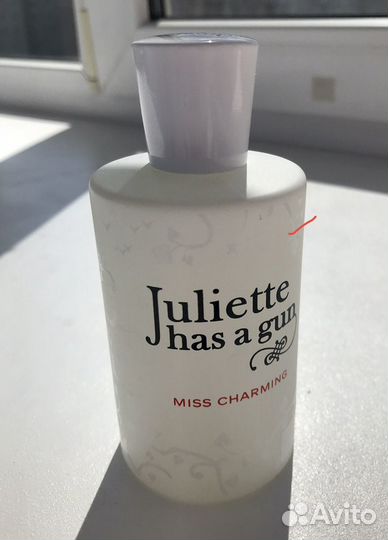 Juliette
has a gun
MISS CHARMING
Avito